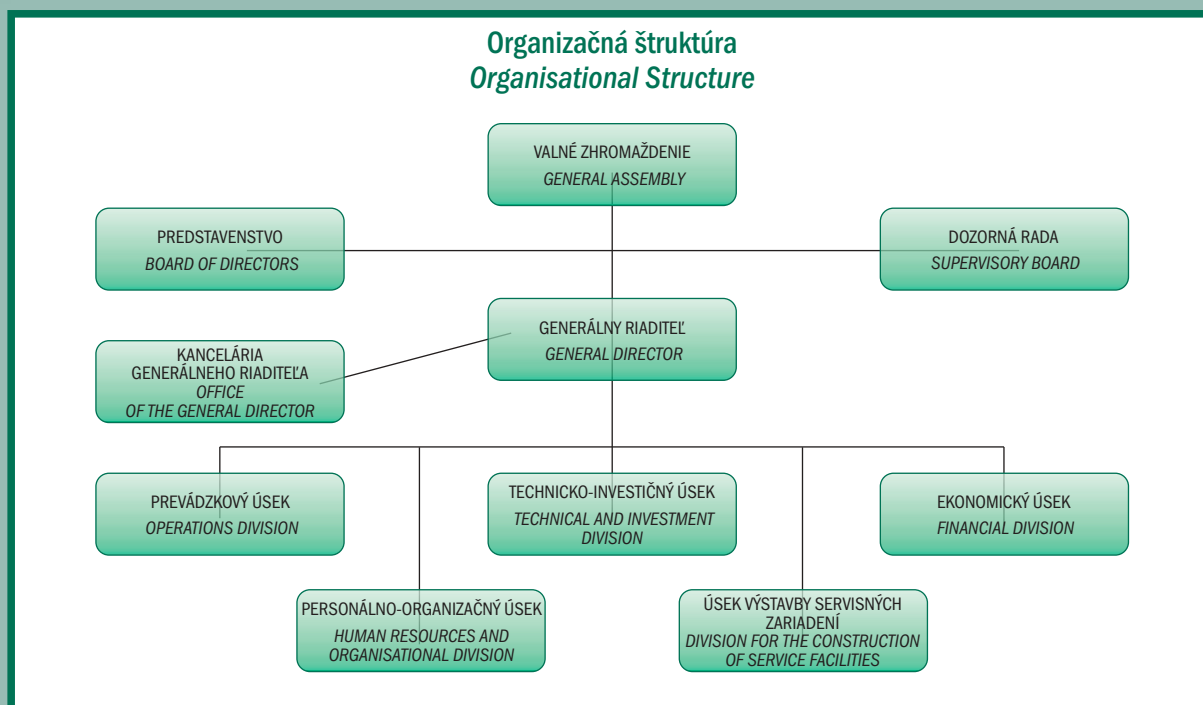 Organizačná štruktúra
Organisational Structure
VALNÉ ZHROMAŽDENIE
GENERAL ASSEMBLY
PREDSTAVENSTVO
BOARD OF DIRECTORS
DOZORNÁ RADA
SUPERVISORY BOARD
GENERÁLNY RIADITEĽ
GENERAL DIRECTOR
KANCELÁRIA
GENERÁLNEHO RIADITEĽA
OFFICE
OF THE GENERAL DIRECTOR
PREVÁDZKOVÝ ÚSEK
OPERATIONS DIVISION
TECHNICKO-INVESTIČNÝ ÚSEK
TECHNICAL AND INVESTMENT
DIVISION
EKONOMICKÝ ÚSEK
FINANCIAL DIVISION
PERSONÁLNO-ORGANIZAČNÝ ÚSEK
HUMAN RESOURCES AND
ORGANISATIONAL DIVISION
ÚSEK VÝSTAVBY SERVISNÝCH
ZARIADENÍ
DIVISION FOR THE CONSTRUCTION
OF SERVICE FACILITIES